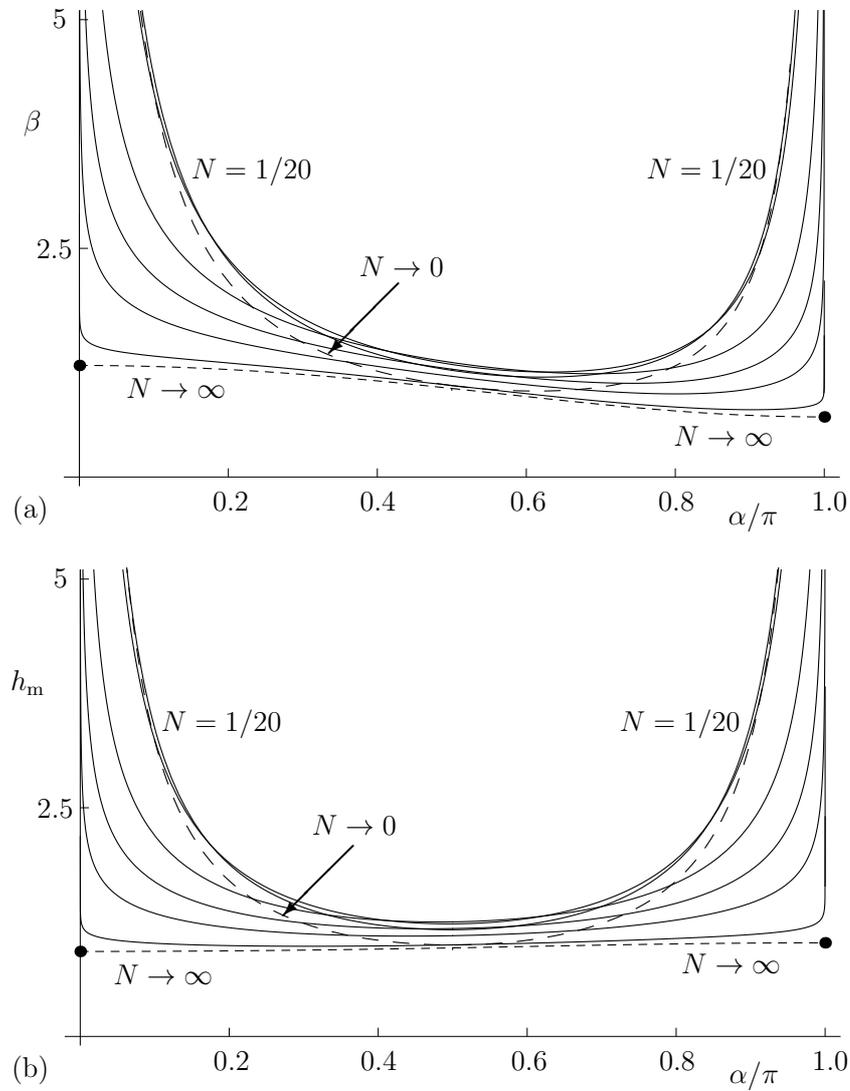 5
β
N = 1/20
N = 1/20
2.5
N → 0
N → ∞
N → ∞
(a)
0.2
0.4
0.6
0.8
α/π
1.0
5
h_m
N = 1/20
N = 1/20
2.5
N → 0
N → ∞
N → ∞
(b)
0.2
0.4
0.6
0.8
α/π
1.0